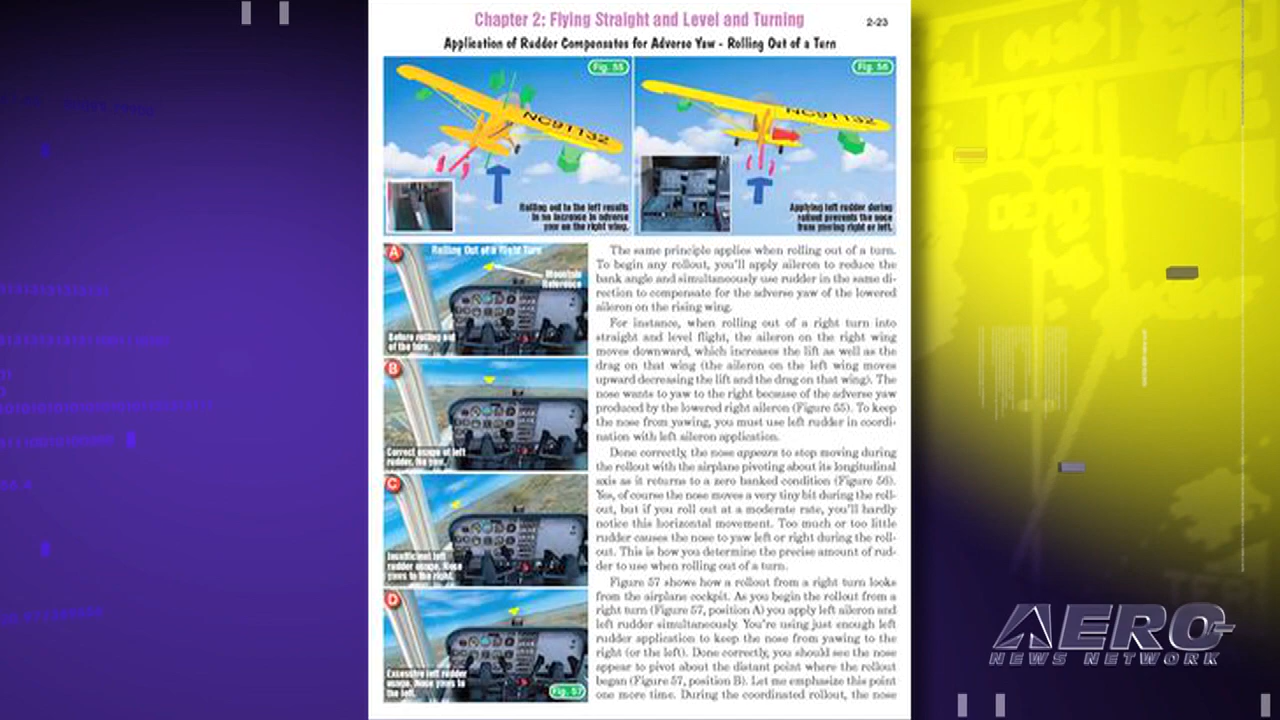 Chapter 2: Flying Straight and Level and Turning
2-23
Application of Rudder Compensates for Adverse Yaw - Rolling Out of a Turn
Fig. 55
NC91132
Rolling out to the left results
in an increase in adverse
yaw on the right wing.
Fig. 56
NC91132
Applying left rudder during
rollout prevents the nose
from yawing right or left.
A
Rolling Out of a Right Turn
Mountain
Reference
Before rolling out
of the turn.
B
Correct usage of left
rudder. No yaw.
C
Insufficient left
rudder usage. Nose
yaws to the right.
D
Excessive left rudder
usage. Nose yaws to
the left.
Fig. 57
The same principle applies when rolling out of a turn.
To begin any rollout, you'll apply aileron to reduce the
bank angle and simultaneously use rudder in the same di-
rection to compensate for the adverse yaw of the lowered
aileron on the rising wing.
For instance, when rolling out of a right turn into
straight and level flight, the aileron on the right wing
moves downward, which increases the lift as well as the
drag on that wing (the aileron on the left wing moves
upward decreasing the lift and the drag on that wing). The
nose wants to yaw to the right because of the adverse yaw
produced by the lowered right aileron (Figure 55). To keep
the nose from yawing, you must use left rudder in coordi-
nation with left aileron application.
Done correctly, the nose appears to stop moving during
the rollout with the airplane pivoting about its longitudinal
axis as it returns to a zero banked condition (Figure 56).
Yes, of course the nose moves a very tiny bit during the roll-
out, but if you roll out at a moderate rate, you'll hardly
notice this horizontal movement. Too much or too little
rudder causes the nose to yaw left or right during the roll-
out. This is how you determine the precise amount of rud-
der to use when rolling out of a turn.
Figure 57 shows how a rollout from a right turn looks
from the airplane cockpit. As you begin the rollout from a
right turn (Figure 57, position A) you apply left aileron and
left rudder simultaneously. You're using just enough left
rudder application to keep the nose from yawing to the
right (or the left). Done correctly, you should see the nose
appear to pivot about the distant point where the rollout
began (Figure 57, position B). Let me emphasize this point
one more time. During the coordinated rollout, the nose
AERO
NEWS NETWORK